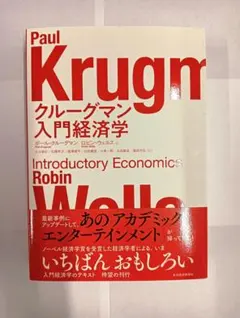 Paul
Krugm
クルーグマン
入門経済学
ポール・クルーグマン
ロビン・ウェルス
Introductory Economics
Robin
Wells
最新事例に
アップデートして、
あのアカデミック
エンターテインメント
が
ノーベル経済学賞を受賞した経済学者による、いま
いちばん おもしろい
入門経済学のテキスト 待望の刊行